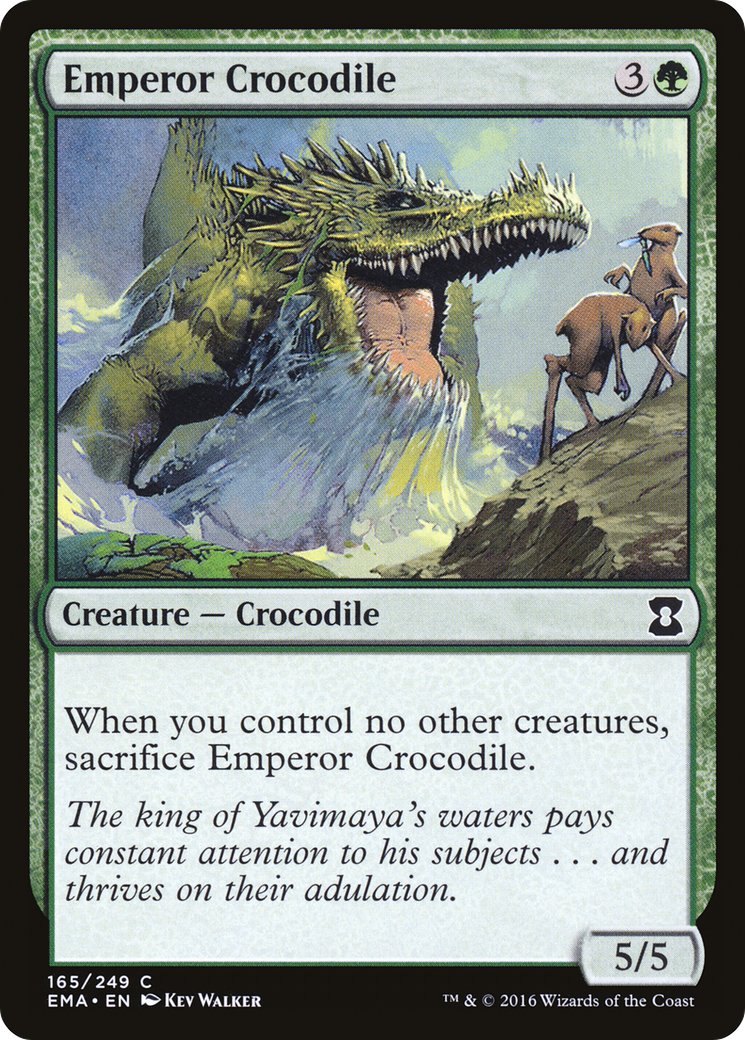 Emperor Crocodile 3
Creature — Crocodile
When you control no other creatures,
sacrifice Emperor Crocodile.
The king of Yavimaya's waters pays
constant attention to his subjects . . . and
thrives on their adulation.
5/5
165/249 C
EMA • EN Kev Walker
™ & © 2016 Wizards of the Coast